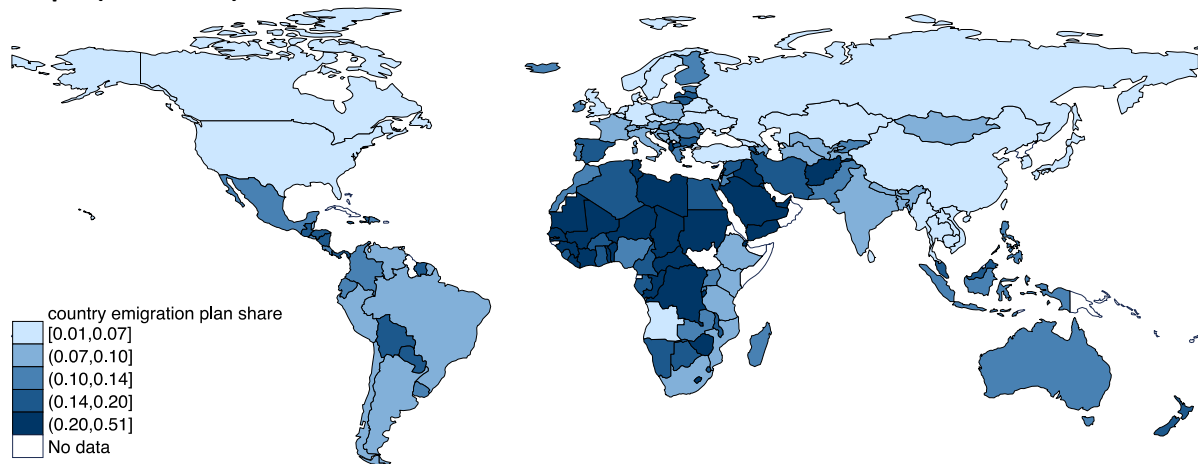 country emigration plan share
[0.01,0.07]
(0.07,0.10]
(0.10,0.14]
(0.14,0.20]
(0.20,0.51]
No data